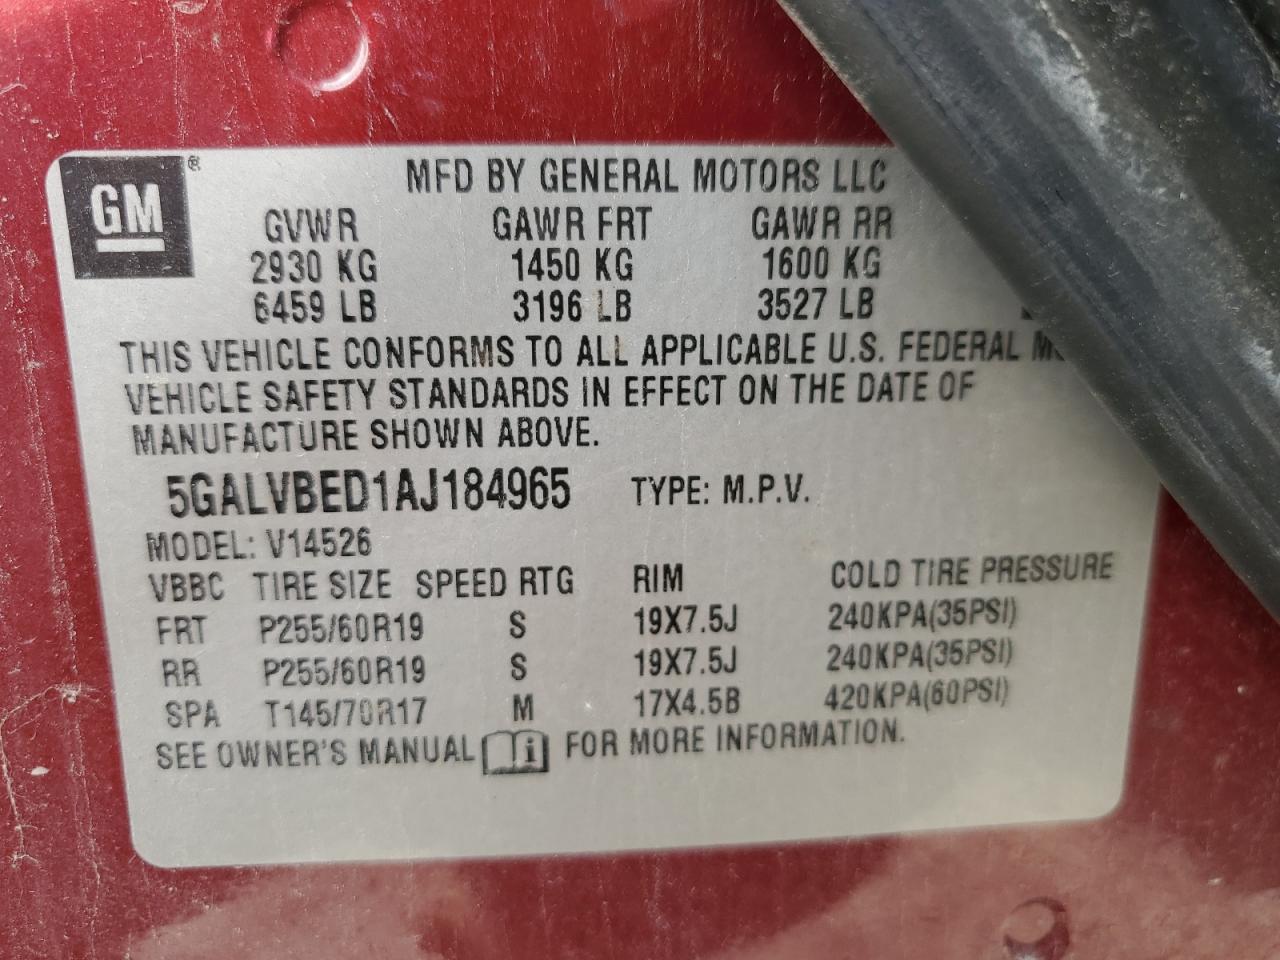 GM ® MFD BY GENERAL MOTORS LLC
GVWR GAWR FRT GAWR RR
2930 KG 1450 KG 1600 KG
6459 LB 3196 LB 3527 LB
THIS VEHICLE CONFORMS TO ALL APPLICABLE U.S. FEDERAL
VEHICLE SAFETY STANDARDS IN EFFECT ON THE DATE OF
MANUFACTURE SHOWN ABOVE.
5GALVBED1AJ184965 TYPE: M.P.V.
MODEL: V14526
VBBC TIRE SIZE SPEED RTG RIM COLD TIRE PRESSURE
FRT P255/60R19 S 19X7.5J 240KPA(35PSI)
RR P255/60R19 S 19X7.5J 240KPA(35PSI)
SPA T145/70R17 M 17X4.5B 420KPA(60PSI)
SEE OWNER'S MANUAL i FOR MORE INFORMATION.